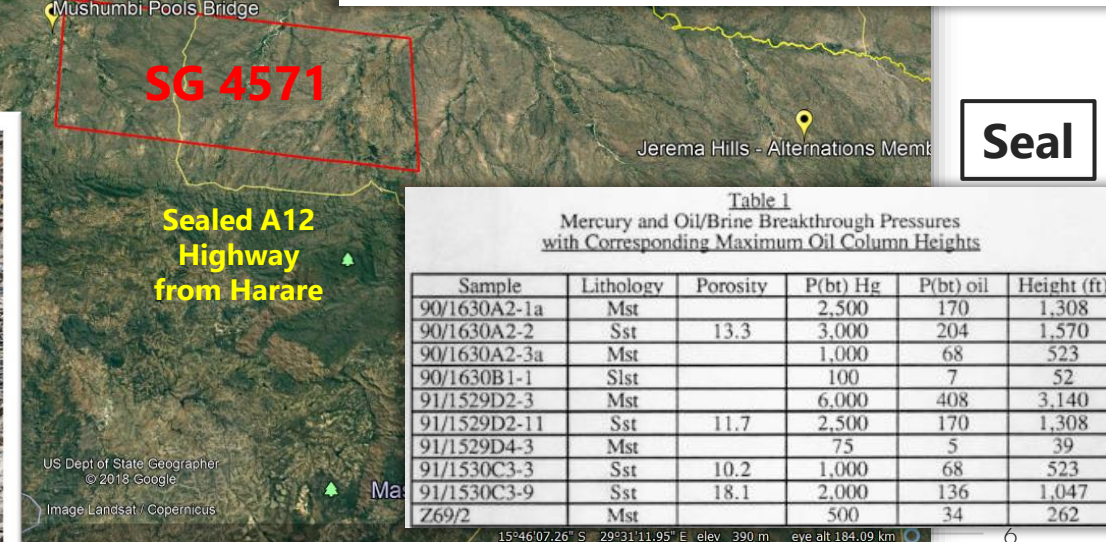 Mushumbi Pools Bridge
SG 4571
Jerema Hills - Alternations Memb
Seal
Sealed A12
Highway
from Harare
Table 1
Mercury and Oil/Brine Breakthrough Pressures
with Corresponding Maximum Oil Column Heights
Sample Lithology Porosity P(bt) Hg P(bt) oil Height (ft)
90/1630A2-1a Mst 2,500 170 1,308
90/1630A2-2 Sst 13.3 3,000 204 1,570
90/1630A2-3a Mst 1,000 68 523
90/1630B1-1 Slst 100 7 52
91/1529D2-3 Mst 6,000 408 3,140
91/1529D2-11 Sst 11.7 2,500 170 1,308
91/1529D4-3 Mst 75 5 39
91/1530C3-3 Sst 10.2 1,000 68 523
91/1530C3-9 Sst 18.1 2,000 136 1,047
Z69/2 Mst 500 34 262
US Dept of State Geographer
© 2018 Google
Image Landsat / Copernicus
Mas
15°46'07.26" S 29°31'11.95" E elev 390 m eye alt 184.09 km
6